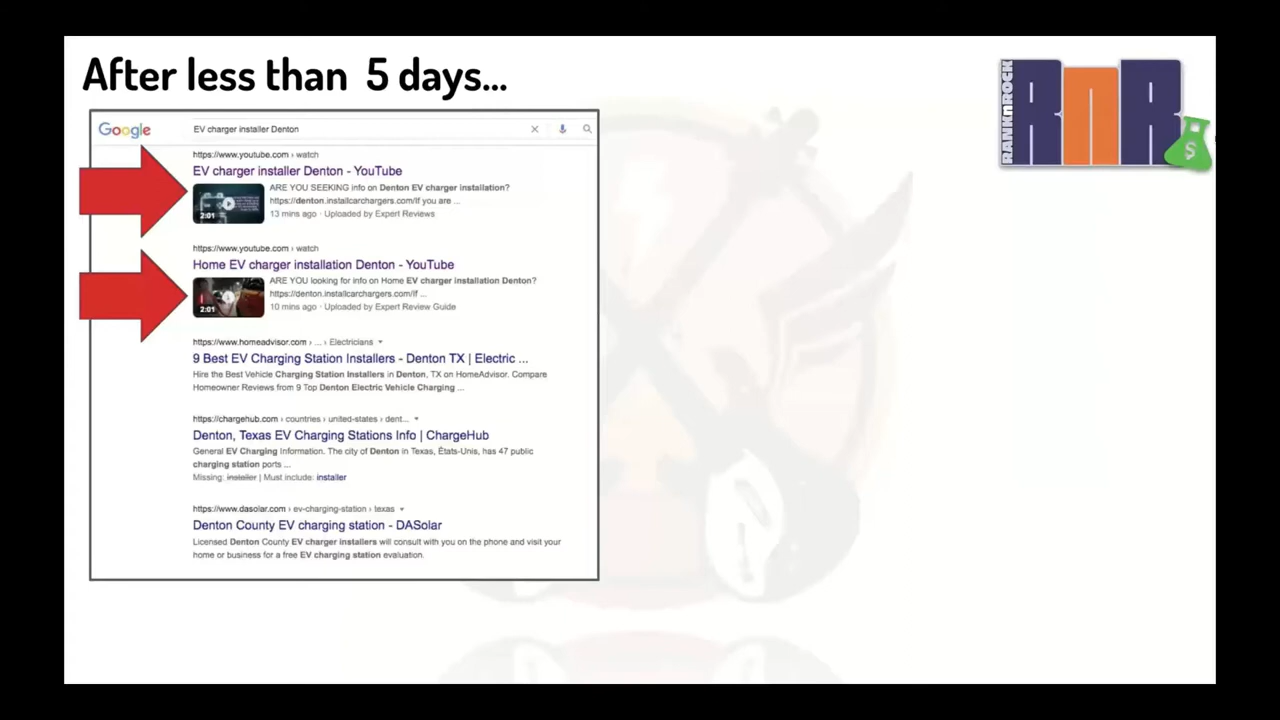 After less than 5 days...
RANKnROCK
RnR
$
Google
EV charger installer Denton
https://www.youtube.com › watch
EV charger installer Denton - YouTube
ARE YOU SEEKING info on Denton EV charger installation?
https://denton.installcarchargers.com/If you are ...
2:01
13 mins ago · Uploaded by Expert Reviews
https://www.youtube.com › watch
Home EV charger installation Denton - YouTube
ARE YOU looking for info on Home EV charger installation Denton?
https://denton.installcarchargers.com/If ...
2:01
10 mins ago · Uploaded by Expert Review Guide
https://www.homeadvisor.com › ... › Electricians
9 Best EV Charging Station Installers - Denton TX | Electric ...
Hire the Best Vehicle Charging Station Installers in Denton, TX on HomeAdvisor. Compare
Homeowner Reviews from 9 Top Denton Electric Vehicle Charging ...
https://chargehub.com › countries › united-states › dent...
Denton, Texas EV Charging Stations Info | ChargeHub
General EV Charging Information. The city of Denton in Texas, États-Unis, has 47 public
charging station ports ...
Missing: installer | Must include: installer
https://www.dasolar.com › ev-charging-station › texas
Denton County EV charging station - DASolar
Licensed Denton County EV charger installers will consult with you on the phone and visit your
home or business for a free EV charging station evaluation.